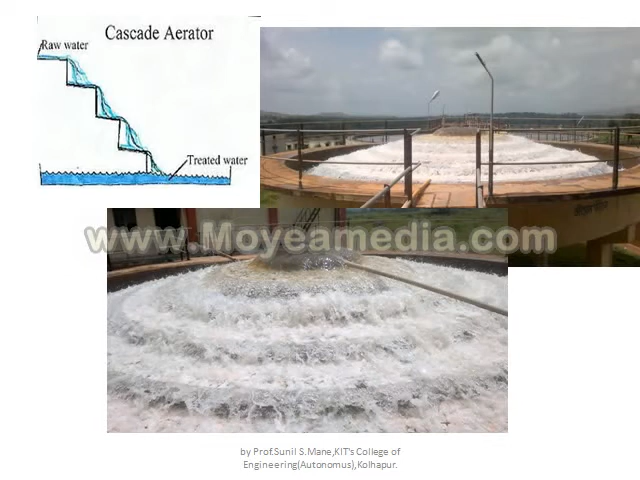 Cascade Aerator
Raw water
Treated water
www.Moyeamedia.com
by Prof.Sunil S.Mane,KIT's College of
Engineering(Autonomus),Kolhapur.